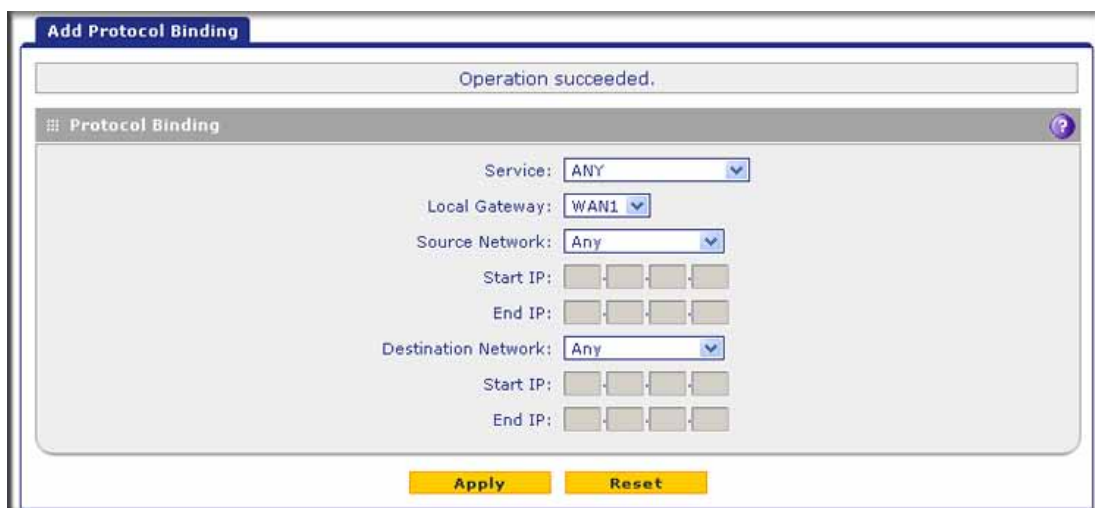 Add Protocol Binding
Operation succeeded.
Protocol Binding ?
Service: ANY
Local Gateway: WAN1
Source Network: Any
Start IP: . . .
End IP: . . .
Destination Network: Any
Start IP: . . .
End IP: . . .
Apply Reset